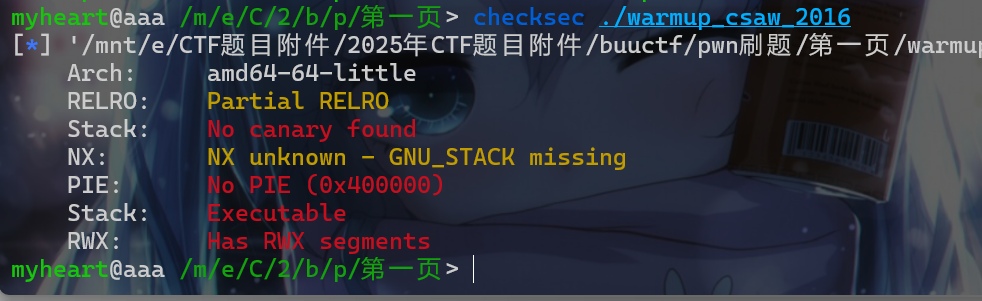 myheart@aaa /m/e/C/2/b/p/第一页> checksec ./warmup_csaw_2016
[*] '/mnt/e/CTF题目附件/2025年CTF题目附件/buuctf/pwn刷题/第一页/warmup
Arch: amd64-64-little
RELRO: Partial RELRO
Stack: No canary found
NX: NX unknown - GNU_STACK missing
PIE: No PIE (0x400000)
Stack: Executable
RWX: Has RWX segments
myheart@aaa /m/e/C/2/b/p/第一页>